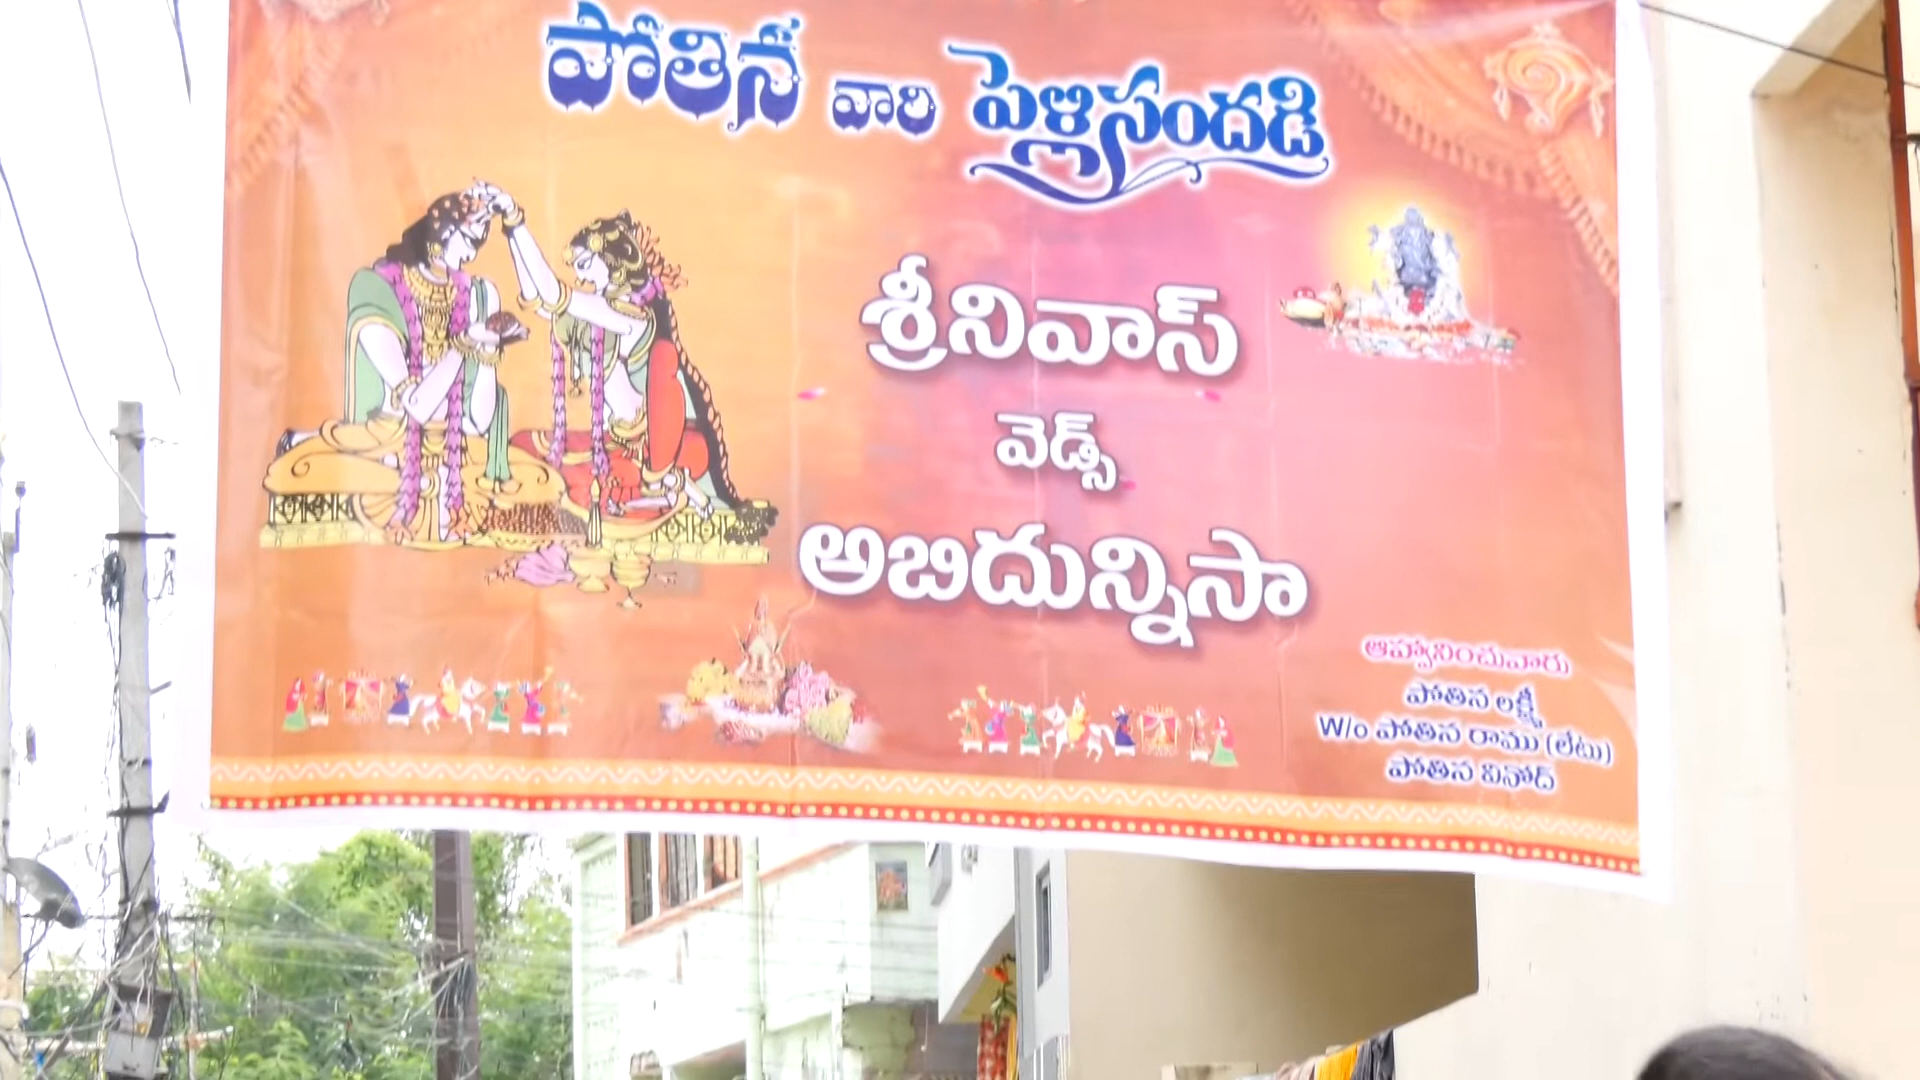 పోతిన వారి పెళ్లిసందడి
శ్రీనివాస్
వెడ్స్
అబిదున్నిసా
ఆహ్వానించువారు
పోతిన లక్ష్మి
W/o పోతిన రాము (లేటు)
పోతిన వినోద్